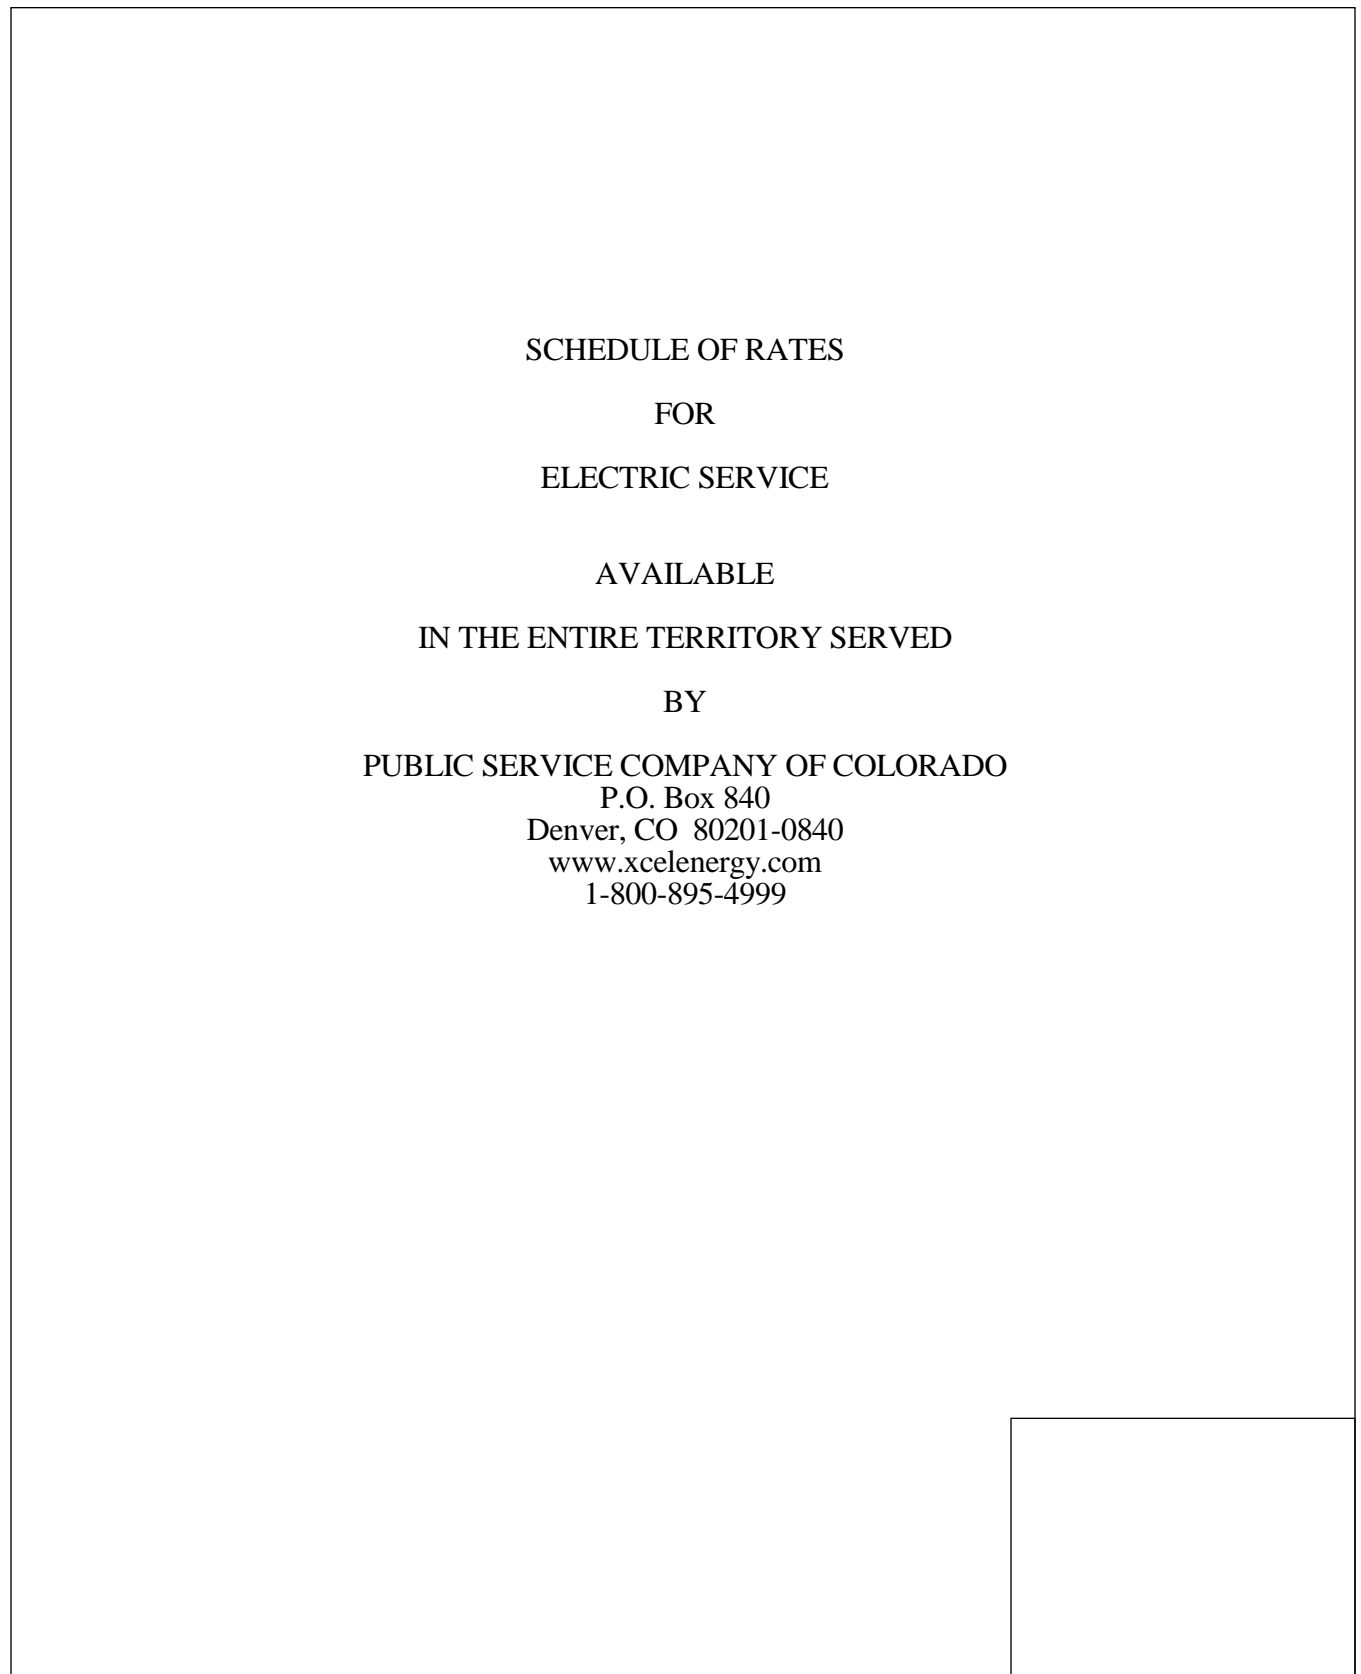 SCHEDULE OF RATES
FOR
ELECTRIC SERVICE
AVAILABLE
IN THE ENTIRE TERRITORY SERVED
BY
PUBLIC SERVICE COMPANY OF COLORADO
P.O. Box 840
Denver, CO  80201-0840
www.xcelenergy.com
1-800-895-4999